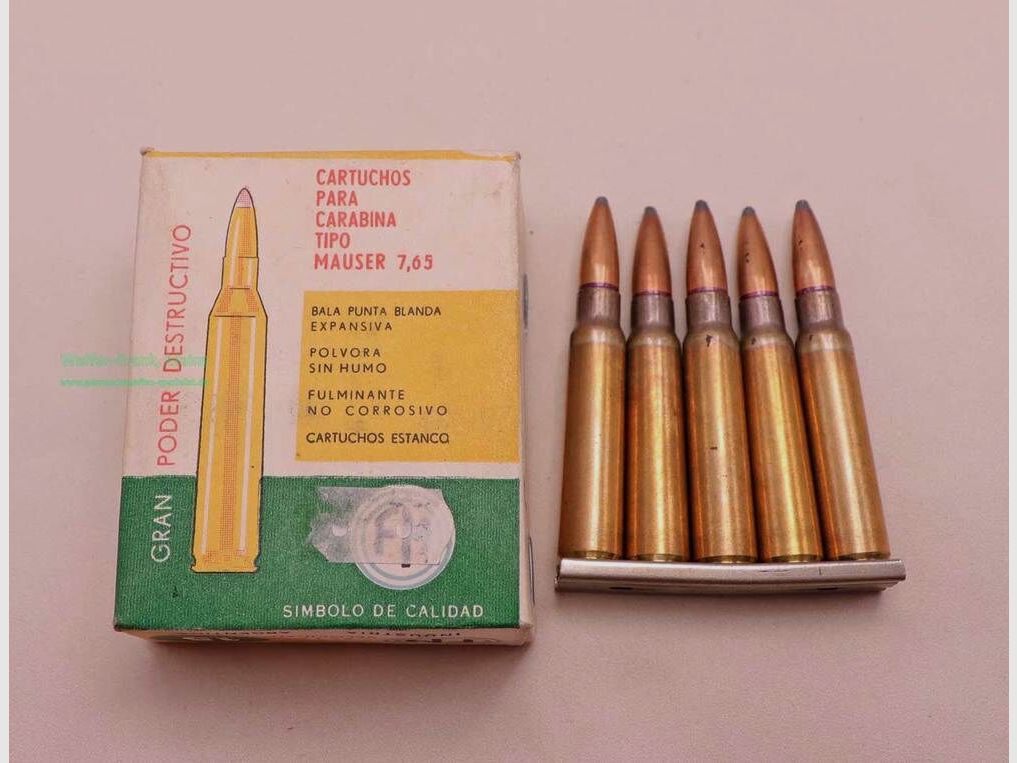 CARTUCHOS
PARA
CARABINA
TIPO
MAUSER 7,65
GRAN PODER DESTRUCTIVO
BALA PUNTA BLANDA
EXPANSIVA
POLVORA
SIN HUMO
FULMINANTE
NO CORROSIVO
CARTUCHOS ESTANCO
SIMBOLO DE CALIDAD
INDUSTRIA